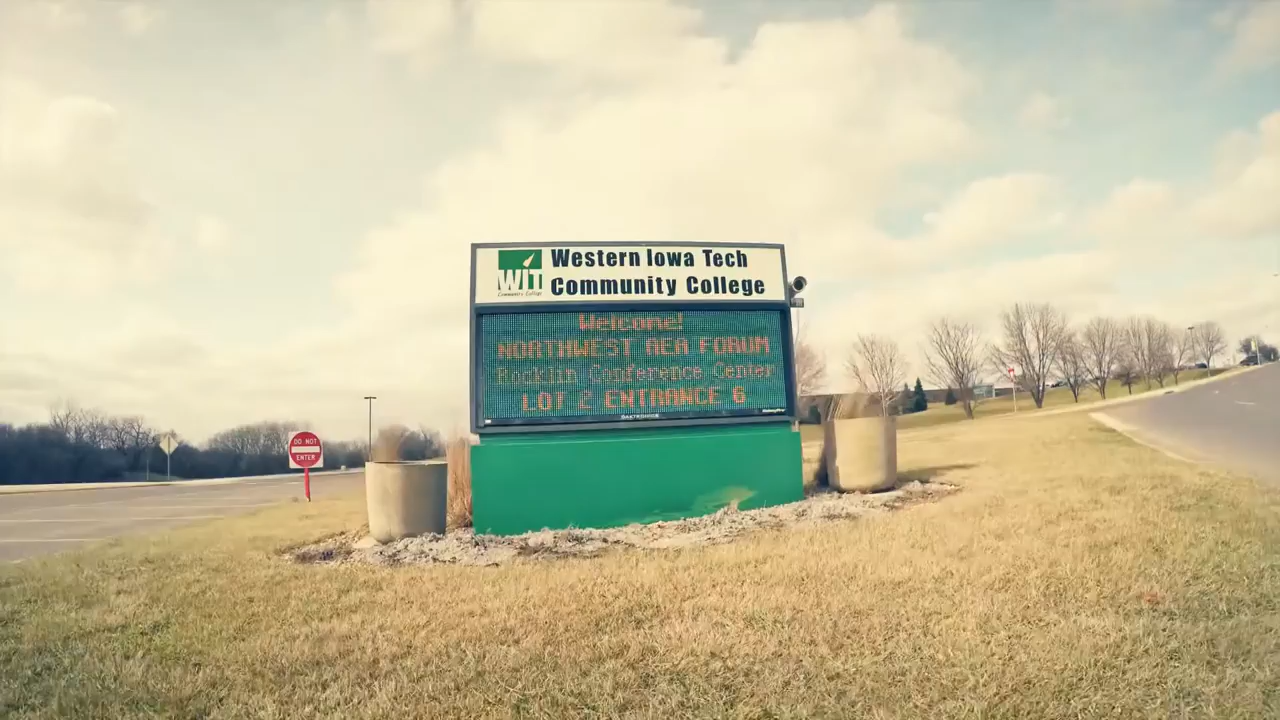 Western Iowa Tech
Community College
WIT
Community College
Welcome!
NORTHWEST AEA FORUM
Rocklin Conference Center
LOT 2 ENTRANCE 6
DAKTRONICS
DO NOT
ENTER